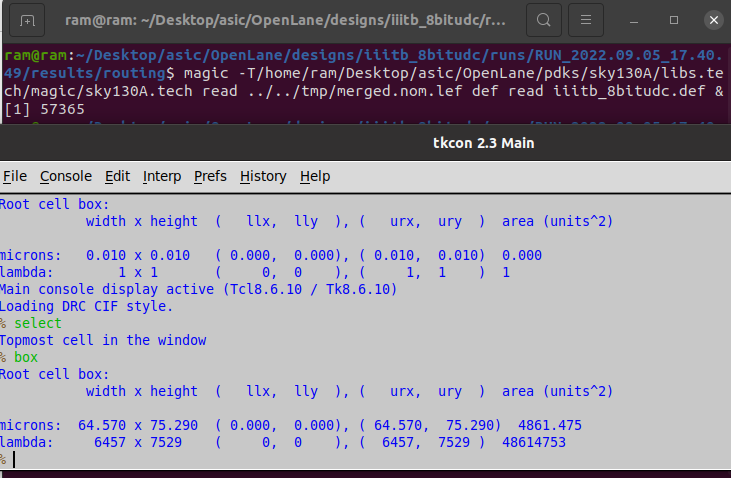 ram@ram: ~/Desktop/asic/OpenLane/designs/iiitb_8bitudc/r...
ram@ram:~/Desktop/asic/OpenLane/designs/iiitb_8bitudc/runs/RUN_2022.09.05_17.40.
49/results/routing$ magic -T/home/ram/Desktop/asic/OpenLane/pdks/sky130A/libs.te
ch/magic/sky130A.tech read ../../tmp/merged.nom.lef def read iiitb_8bitudc.def &
[1] 57365
tkcon 2.3 Main
File Console Edit Interp Prefs History Help
Root cell box:
width x height ( llx, lly ), ( urx, ury ) area (units^2)
microns: 0.010 x 0.010 ( 0.000, 0.000), ( 0.010, 0.010) 0.000
lambda: 1 x 1 ( 0, 0 ), ( 1, 1 ) 1
Main console display active (Tcl8.6.10 / Tk8.6.10)
Loading DRC CIF style.
% select
Topmost cell in the window
% box
Root cell box:
width x height ( llx, lly ), ( urx, ury ) area (units^2)
microns: 64.570 x 75.290 ( 0.000, 0.000), ( 64.570, 75.290) 4861.475
lambda: 6457 x 7529 ( 0, 0 ), ( 6457, 7529 ) 48614753
%